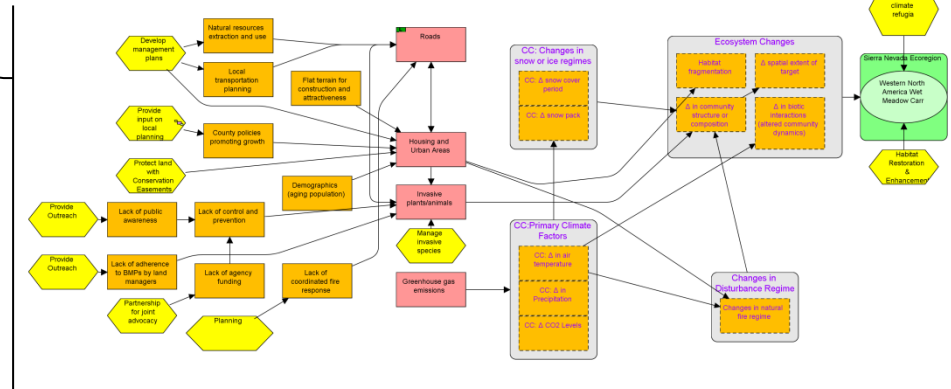 climate
refugia
Natural resources
extraction and use
Develop
management
plans
Local
transportation
planning
Roads
Flat terrain for
construction and
attractiveness
Provide
input on
local
planning
County policies
promoting growth
Housing and
Urban Areas
Protect land
with
Conservation
Easements
Demographics
(aging population)
Invasive
plants/animals
Provide
Outreach
Lack of public
awareness
Lack of control and
prevention
Manage
invasive
species
Provide
Outreach
Lack of adherence
to BMPs by land
managers
Lack of agency
funding
Lack of
coordinated fire
response
Greenhouse gas
emissions
Partnership
for joint
advocacy
Planning
CC: Changes in
snow or ice regimes
CC: Δ snow cover
period
CC: Δ snow pack
CC:Primary Climate
Factors
CC: Δ in air
temperature
CC: Δ in
Precipitation
CC: Δ CO2 Levels
Ecosystem Changes
Habitat
fragmentation
Δ spatial extent of
target
Δ in community
structure or
composition
Δ in biotic
interactions
(altered community
dynamics)
Changes in
Disturbance Regime
Changes in natural
fire regime
Sierra Nevada Ecoregion
Western North
America Wet
Meadow Carr
Habitat
Restoration
&
Enhancement